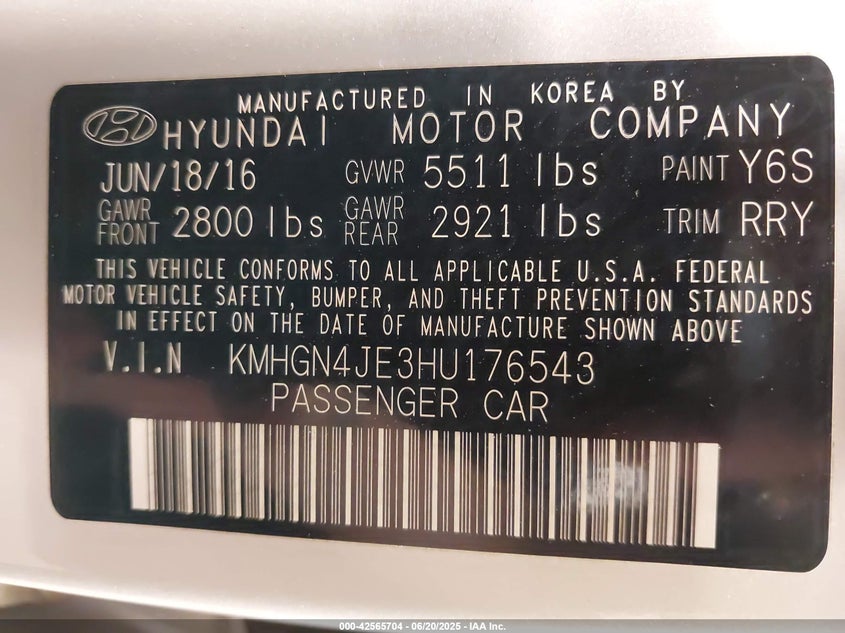 MANUFACTURED IN KOREA BY
HYUNDAI MOTOR COMPANY
JUN/18/16 GVWR 5511 lbs PAINT Y6S
GAWR FRONT 2800 lbs GAWR REAR 2921 lbs TRIM RRY
THIS VEHICLE CONFORMS TO ALL APPLICABLE U.S.A. FEDERAL
MOTOR VEHICLE SAFETY, BUMPER, AND THEFT PREVENTION STANDARDS
IN EFFECT ON THE DATE OF MANUFACTURE SHOWN ABOVE
V.I.N KMHGN4JE3HU176543
PASSENGER CAR
000-42565704 - 06/20/2025 - IAA Inc.